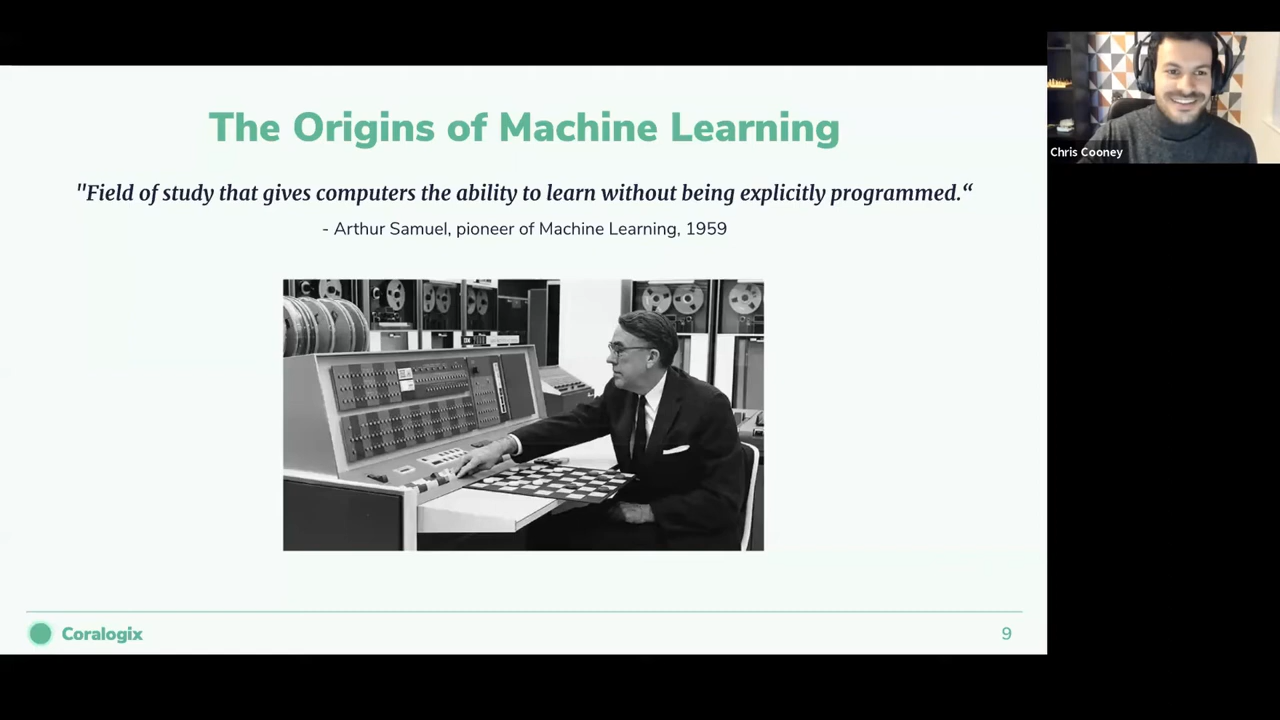 The Origins of Machine Learning
"Field of study that gives computers the ability to learn without being explicitly programmed.“
- Arthur Samuel, pioneer of Machine Learning, 1959
Coralogix
9
Chris Cooney